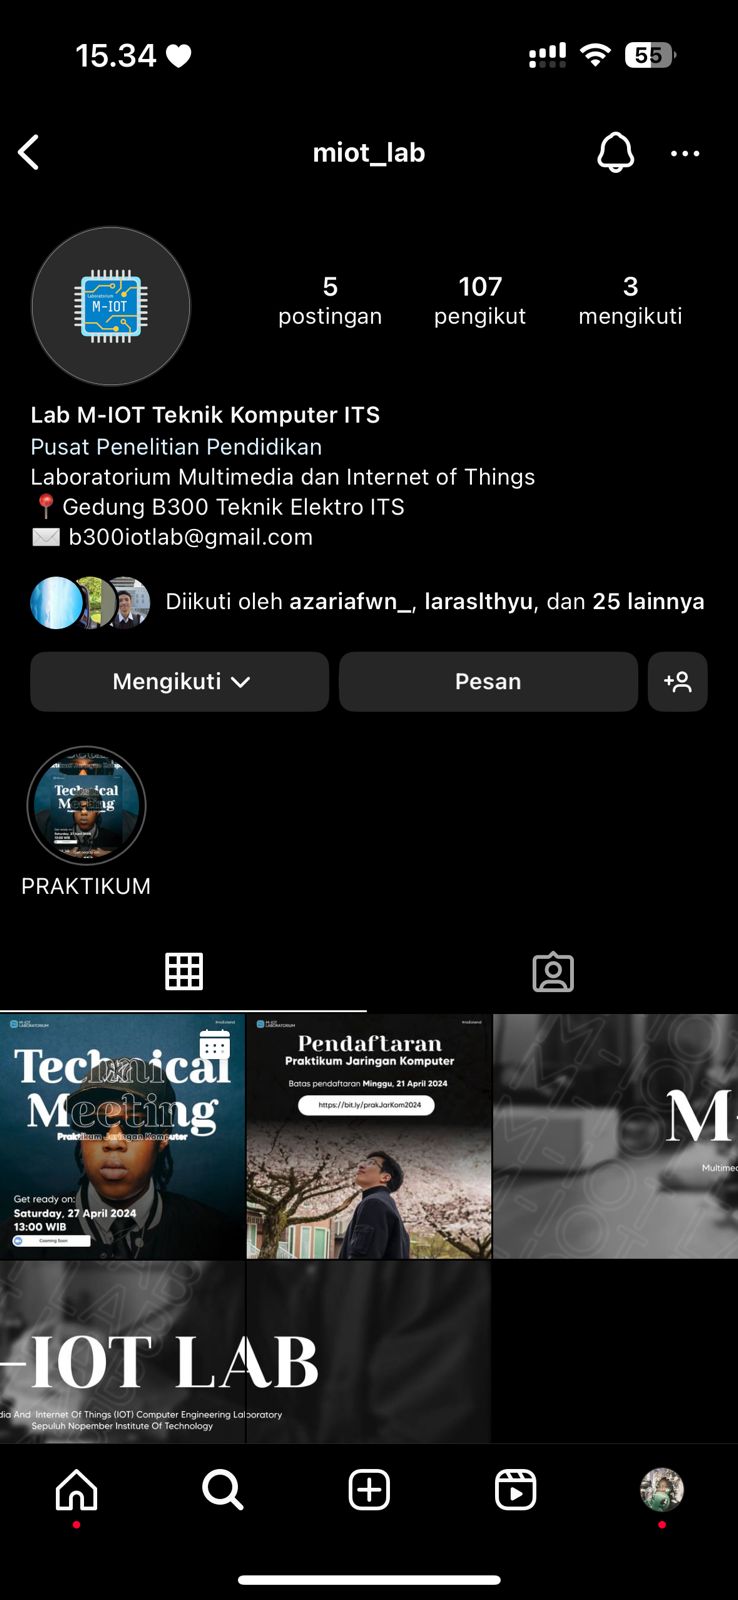 15.34
55
miot_lab
Laboratorium
M-IOT
5
postingan
107
pengikut
3
mengikuti
Lab M-IOT Teknik Komputer ITS
Pusat Penelitian Pendidikan
Laboratorium Multimedia dan Internet of Things
📍Gedung B300 Teknik Elektro ITS
✉️ b300iotlab@gmail.com
Diikuti oleh azariafwn_, laraslthyu, dan 25 lainnya
Mengikuti
Pesan
Technical
Meeting
PRAKTIKUM
M-IOT
LABORATORIUM
Technical
Meeting
Praktikum Jaringan Komputer
Get ready on:
Saturday, 27 April 2024
13:00 WIB
Coming Soon
M-IOT
LABORATORIUM
Pendaftaran
Praktikum Jaringan Komputer
Batas pendaftaran Minggu, 21 April 2024
https://bit.ly/prakJarKom2024
M-
Multimed
-IOT LAB
dia And Internet Of Things (IOT) Computer Engineering Laboratory
Sepuluh Nopember Institute Of Technology